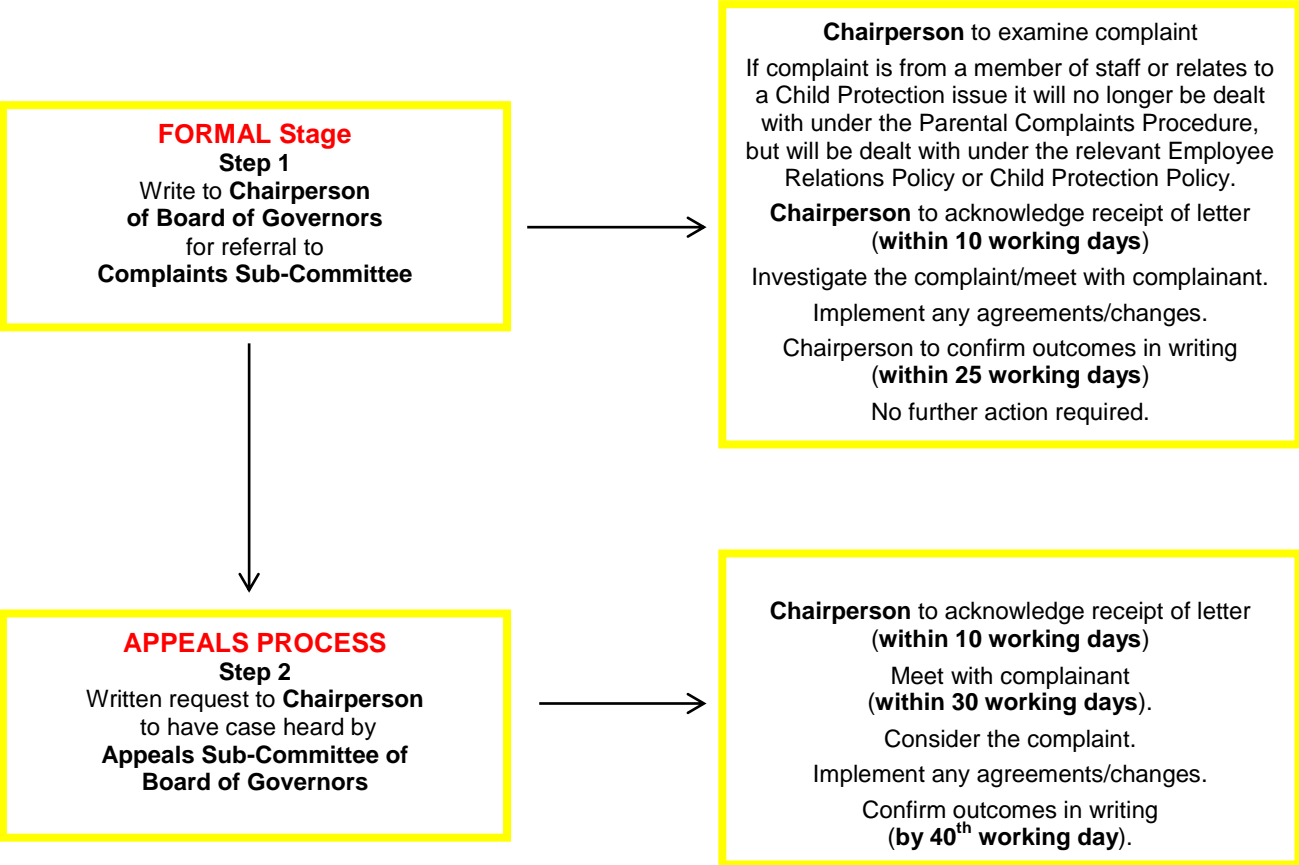 FORMAL Stage
Step 1
Write to Chairperson
of Board of Governors
for referral to
Complaints Sub-Committee
Chairperson to examine complaint
If complaint is from a member of staff or relates to
a Child Protection issue it will no longer be dealt
with under the Parental Complaints Procedure,
but will be dealt with under the relevant Employee
Relations Policy or Child Protection Policy.
Chairperson to acknowledge receipt of letter
(within 10 working days)
Investigate the complaint/meet with complainant.
Implement any agreements/changes.
Chairperson to confirm outcomes in writing
(within 25 working days)
No further action required.
APPEALS PROCESS
Step 2
Written request to Chairperson
to have case heard by
Appeals Sub-Committee of
Board of Governors
Chairperson to acknowledge receipt of letter
(within 10 working days)
Meet with complainant
(within 30 working days).
Consider the complaint.
Implement any agreements/changes.
Confirm outcomes in writing
(by 40th working day).